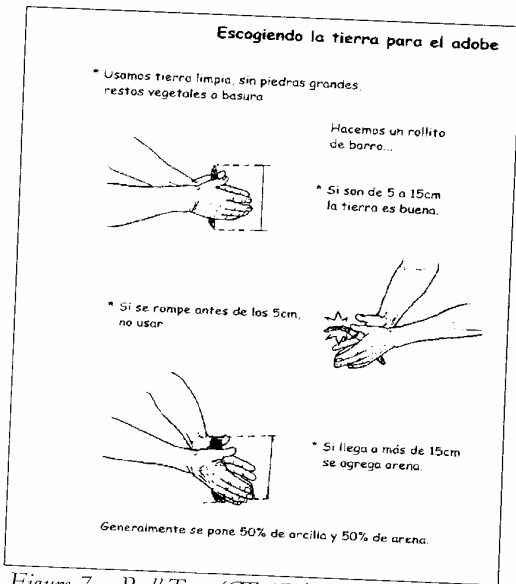 Escogiendo la tierra para el adobe
* Usamos tierra limpia, sin piedras grandes,
restos vegetales o basura
Hacemos un rollito
de barro...
* Si son de 5 a 15cm
la tierra es buena.
* Si se rompe antes de los 5cm,
no usar
* Si llega a más de 15cm
se agrega arena.
Generalmente se pone 50% de arcilla y 50% de arena.
Figure 7